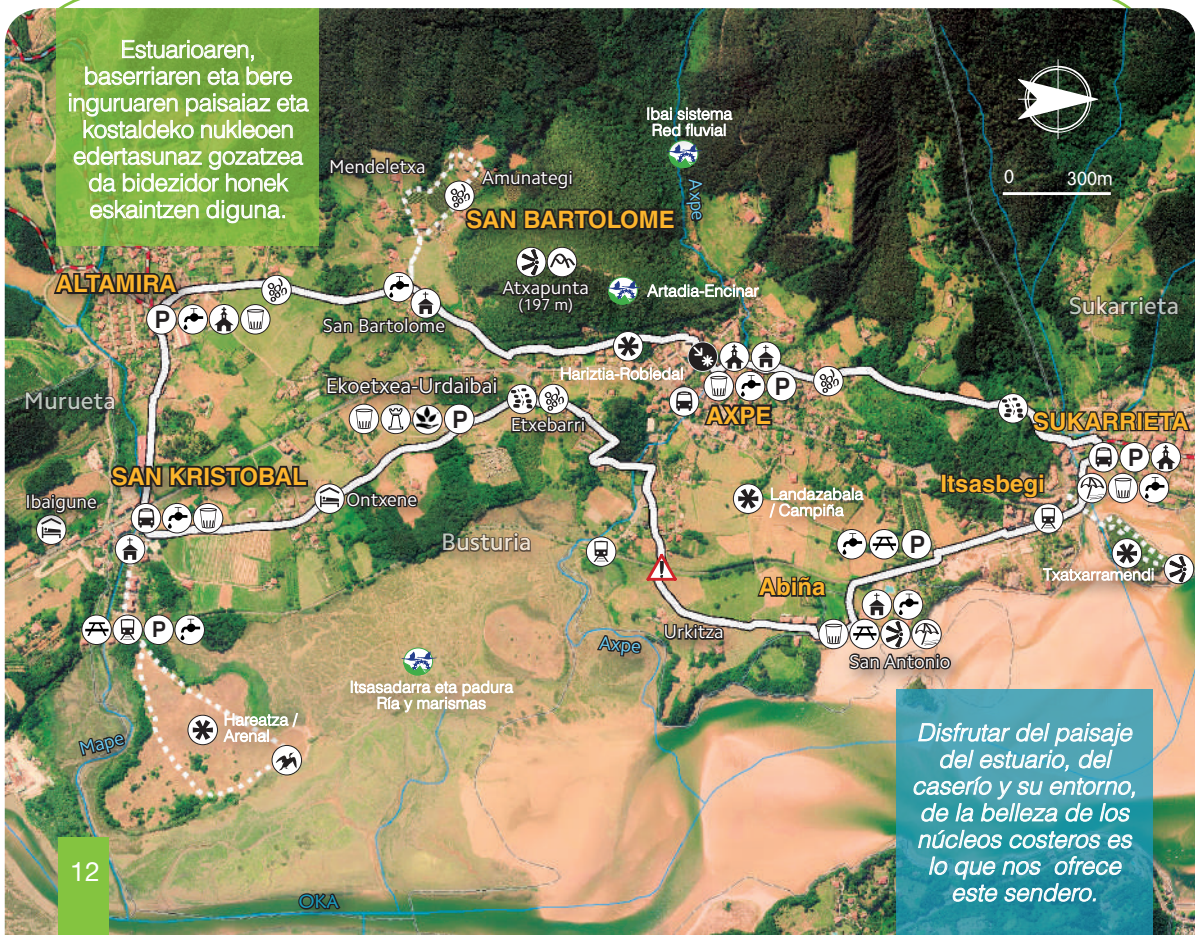 Estuarioaren,
baserriaren eta bere
inguruaren paisaiaz eta
kostaldeko nukleoen
edertasunaz gozatzea
da bidezidor honek
eskaintzen diguna.
Ibai sistema
Red fluvial
Axpe
0 300m
Mendeletxa
Amunategi
SAN BARTOLOME
ALTAMIRA
Atxapunta
(197 m)
Artadia-Encinar
Sukarrieta
P
San Bartolome
Hariztia-Robledal
Ekoetxea-Urdaibai
P
P
Murueta
Etxebarri
AXPE
SUKARRIETA
P
SAN KRISTOBAL
Itsasbegi
Ibaigune
Ontxene
Landazabala
/ Campiña
Busturia
P
Txatxarramendi
Abiña
P
Urkitza
Axpe
San Antonio
Itsasadarra eta padura
Ría y marismas
Hareatza /
Arenal
Mape
OKA
Disfrutar del paisaje
del estuario, del
caserío y su entorno,
de la belleza de los
núcleos costeros es
lo que nos ofrece
este sendero.
12